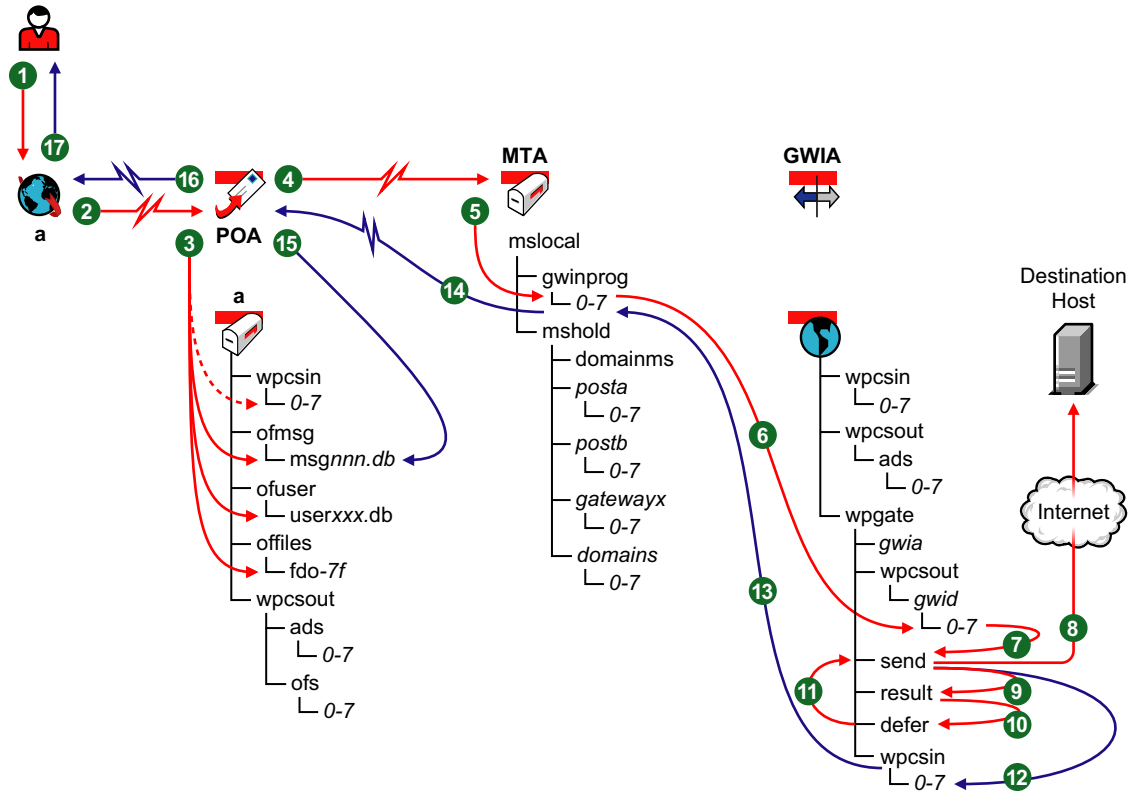 1
17
16
4
MTA
GWIA
2
5
a
POA
3
15
mslocal
a
gwinprog
0-7
14
mshold
Destination
Host
domainms
wpcsin
0-7
posta
0-7
wpcsin
0-7
ofmsg
msgnnn.db
postb
0-7
6
wpcsout
ads
0-7
ofuser
userxxx.db
gatewayx
0-7
wpgate
Internet
offiles
fdo-7f
domains
0-7
gwia
wpcsout
gwid
0-7
13
wpcsout
ads
0-7
7
8
send
ofs
0-7
11
result
9
defer
10
wpcsin
0-7
12